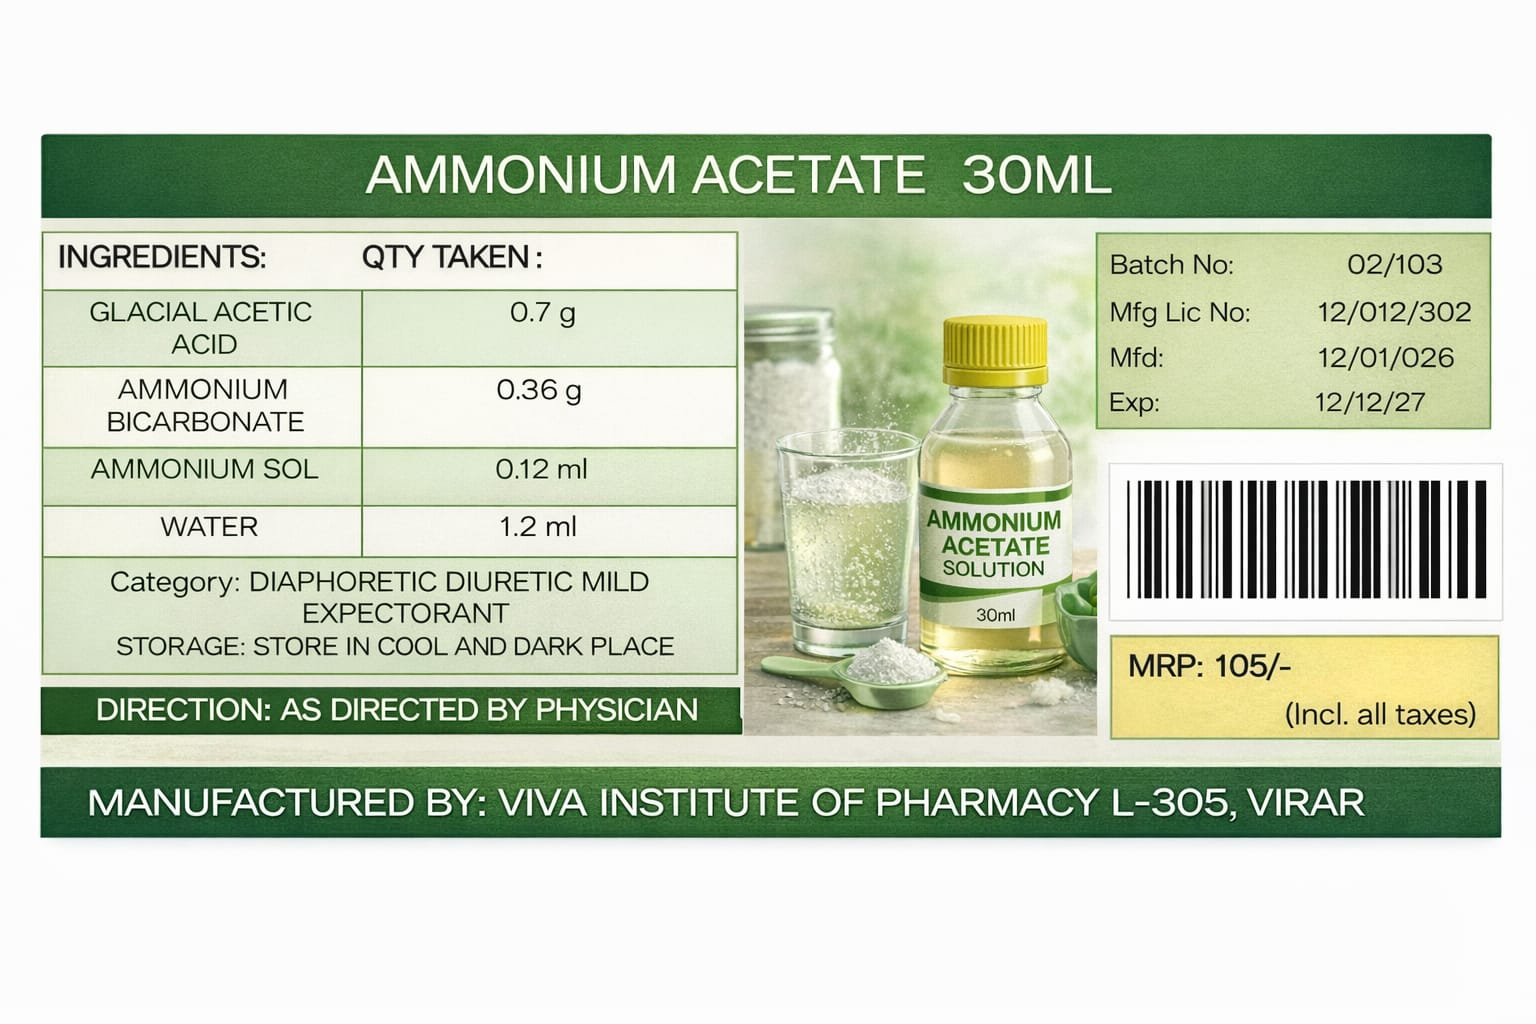 AMMONIUM ACETATE 30ML
INGREDIENTS: QTY TAKEN :
GLACIAL ACETIC
ACID
0.7 g
AMMONIUM
BICARBONATE
0.36 g
AMMONIUM SOL 0.12 ml
WATER 1.2 ml
Category: DIAPHORETIC DIURETIC MILD
EXPECTORANT
STORAGE: STORE IN COOL AND DARK PLACE
DIRECTION: AS DIRECTED BY PHYSICIAN
AMMONIUM
ACETATE
SOLUTION
30ml
Batch No: 02/103
Mfg Lic No: 12/012/302
Mfd: 12/01/026
Exp: 12/12/27
MRP: 105/-
(Incl. all taxes)
MANUFACTURED BY: VIVA INSTITUTE OF PHARMACY L-305, VIRAR